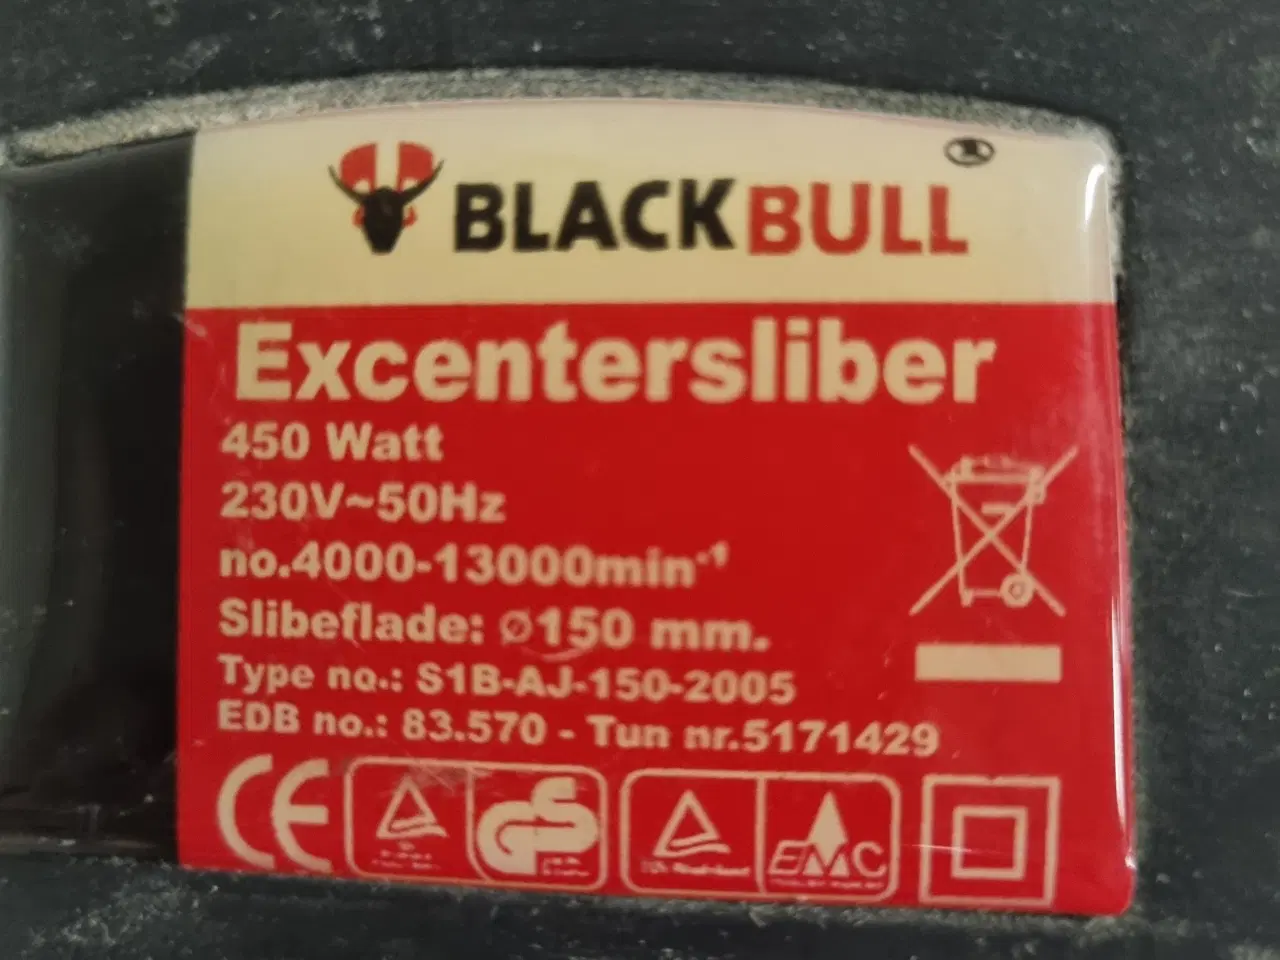 BLACKBULL
Excentersliber
450 Watt
230V~50Hz
no.4000-13000min⁻¹
Slibeflade: ø150 mm.
Type no.: S1B-AJ-150-2005
EDB no.: 83.570 - Tun nr.5171429
CE
GS
EMC